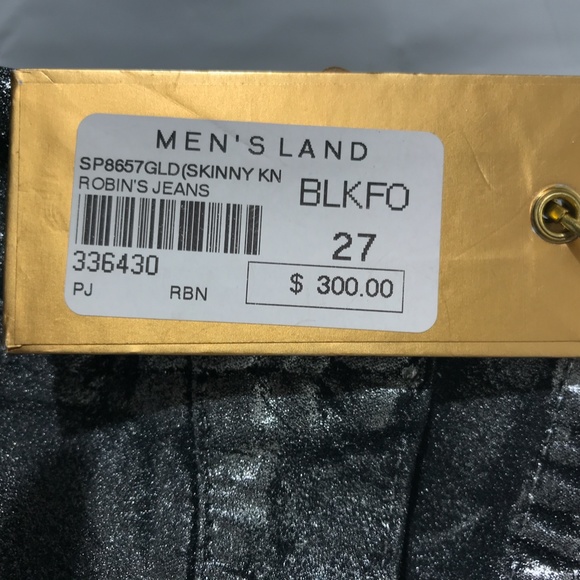 MEN'S LAND
SP8657GLD(SKINNY KN
ROBIN'S JEANS
BLKFO
27
336430
$ 300.00
PJ RBN